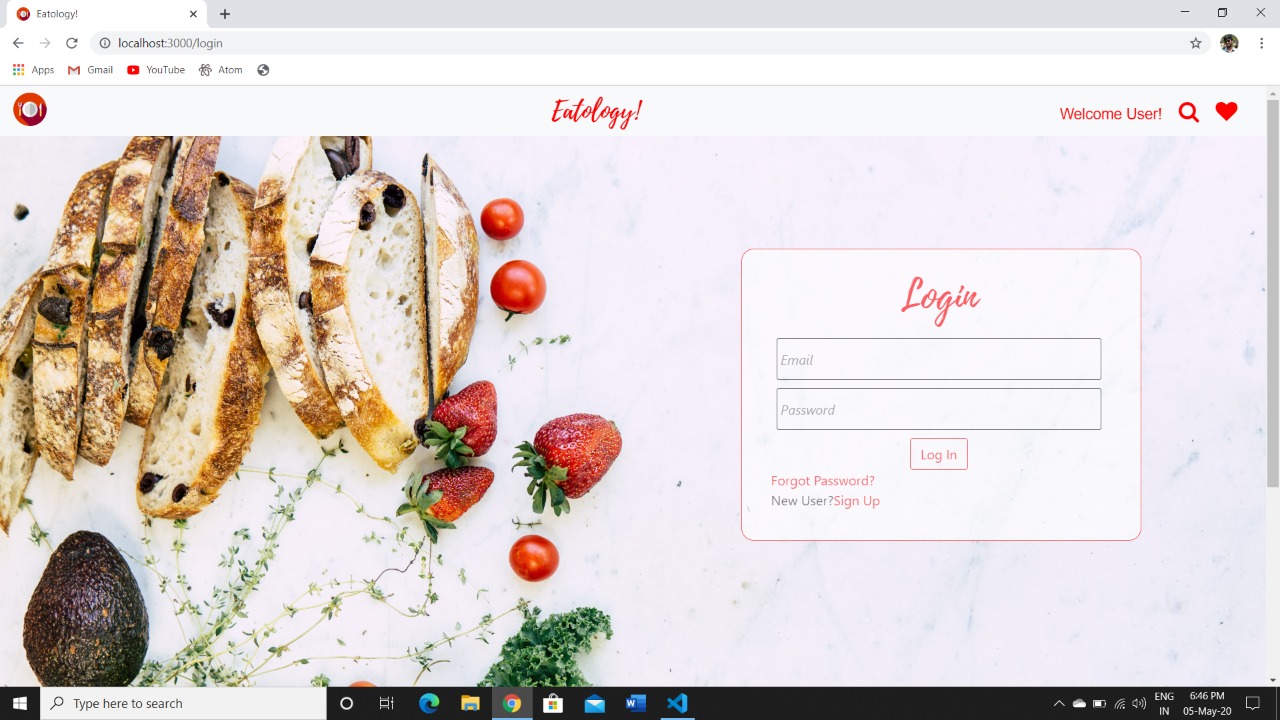 Eatology!
localhost:3000/login
Apps
Gmail
YouTube
Atom
Eatology!
Welcome User!
Login
Email
Password
Log In
Forgot Password?
New User?Sign Up
Type here to search
ENG
IN
6:46 PM
05-May-20